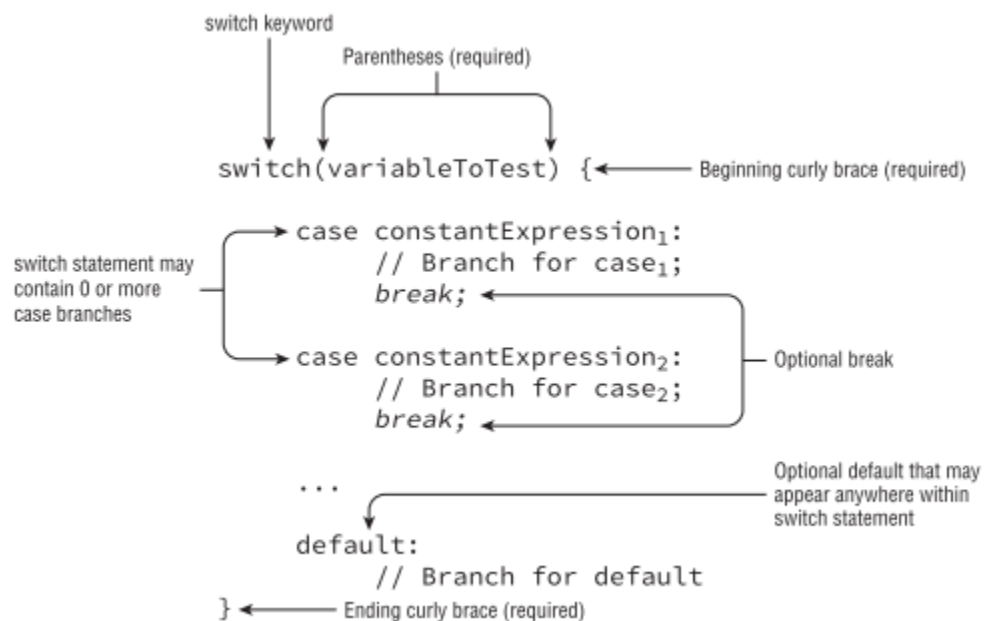 switch keyword
Parentheses (required)
switch(variableToTest) {
Beginning curly brace (required)
case constantExpression₁:
// Branch for case₁;
break;
switch statement may
contain 0 or more
case branches
case constantExpression₂:
// Branch for case₂;
break;
Optional break
...
Optional default that may
appear anywhere within
switch statement
default:
// Branch for default
}
Ending curly brace (required)